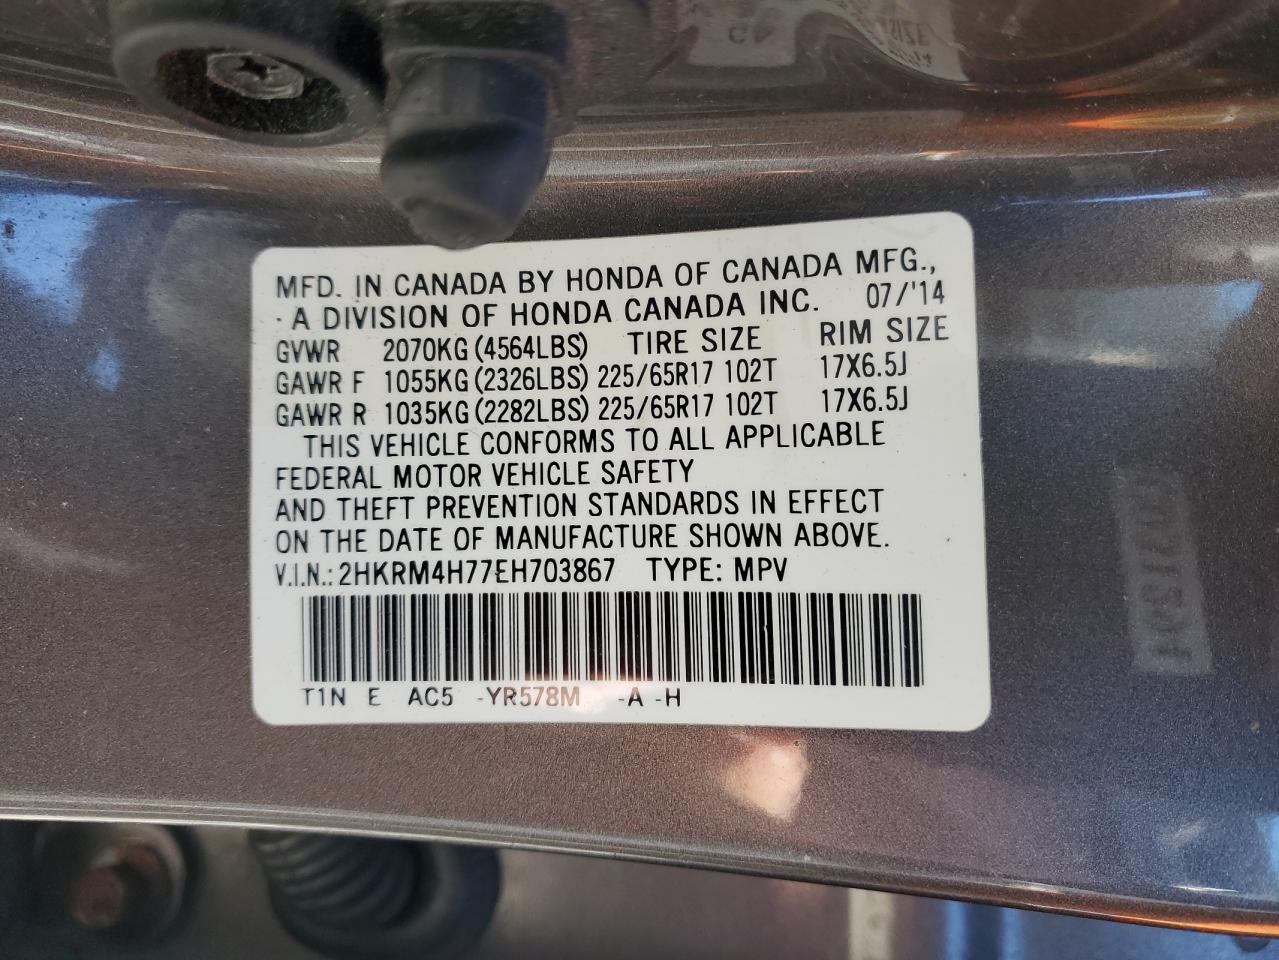 MFD. IN CANADA BY HONDA OF CANADA MFG.,
A DIVISION OF HONDA CANADA INC. 07/'14
GVWR 2070KG (4564LBS) TIRE SIZE RIM SIZE
GAWR F 1055KG (2326LBS) 225/65R17 102T 17X6.5J
GAWR R 1035KG (2282LBS) 225/65R17 102T 17X6.5J
THIS VEHICLE CONFORMS TO ALL APPLICABLE
FEDERAL MOTOR VEHICLE SAFETY
AND THEFT PREVENTION STANDARDS IN EFFECT
ON THE DATE OF MANUFACTURE SHOWN ABOVE.
V.I.N.: 2HKRM4H77EH703867 TYPE: MPV
T1N E AC5 -YR578M -A -H